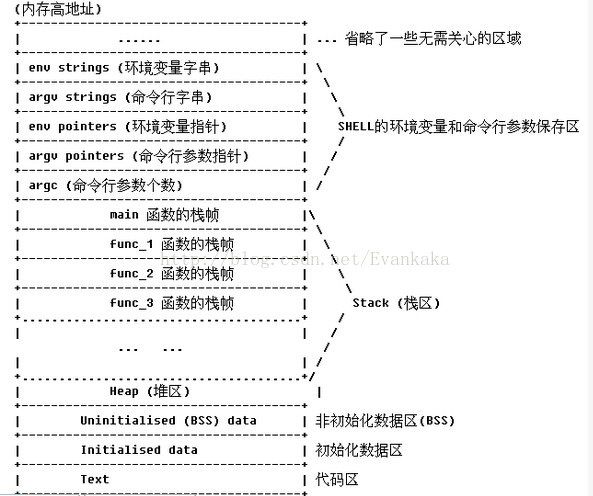 (内存高地址)
...... ... 省略了一些无需关心的区域
env strings (环境变量字串)
argv strings (命令行字串)
env pointers (环境变量指针) SHELL的环境变量和命令行参数保存区
argv pointers (命令行参数指针)
argc (命令行参数个数)
main 函数的栈帧
func_1 函数的栈帧
http://blog.csdn.net/Evankaka
func_2 函数的栈帧
func_3 函数的栈帧 Stack (栈区)
... ...
Heap (堆区)
Uninitialised (BSS) data 非初始化数据区(BSS)
Initialised data 初始化数据区
Text 代码区